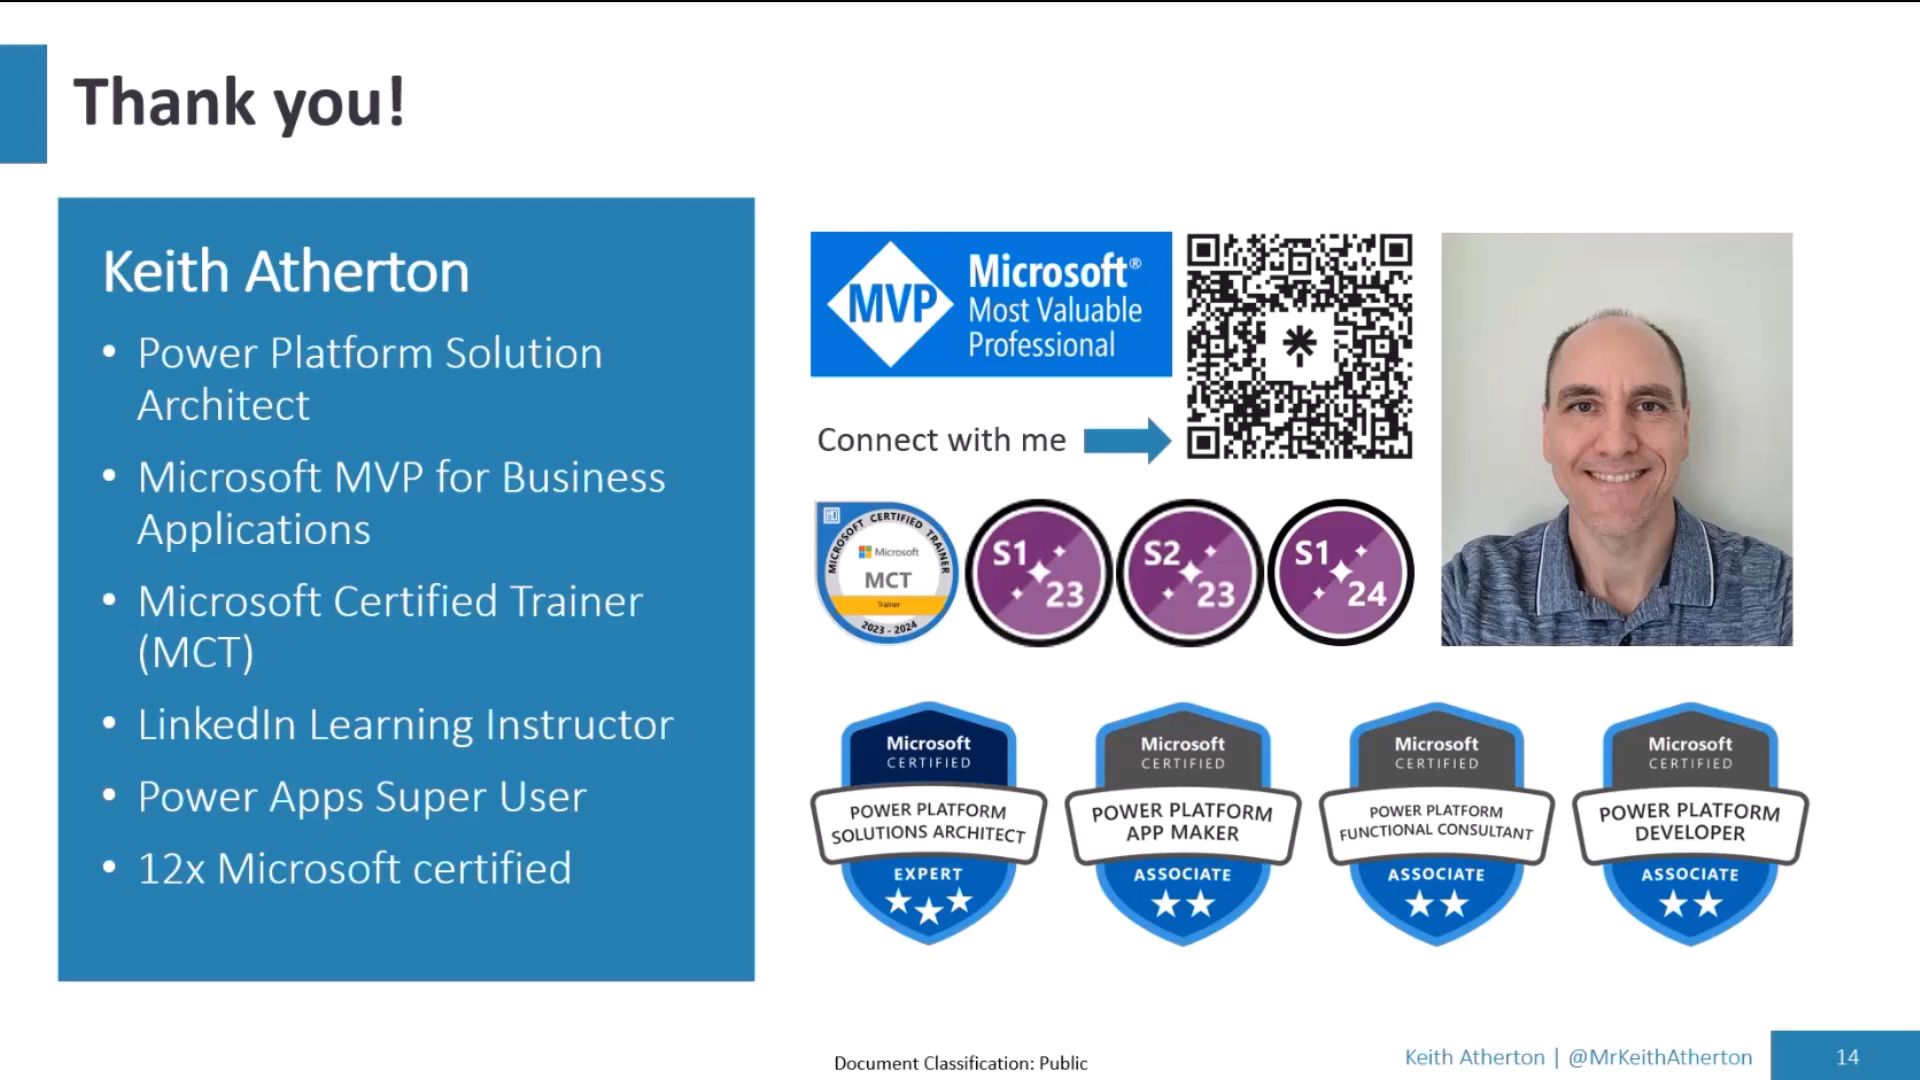 Thank you!
Keith Atherton
• Power Platform Solution
Architect
• Microsoft MVP for Business
Applications
• Microsoft Certified Trainer
(MCT)
• LinkedIn Learning Instructor
• Power Apps Super User
• 12x Microsoft certified
MVP
Microsoft®
Most Valuable
Professional
Connect with me
MICROSOFT CERTIFIED TRAINER
Microsoft
MCT
Trainer
2023 - 2024
S1
23
S2
23
S1
24
Microsoft
CERTIFIED
POWER PLATFORM
SOLUTIONS ARCHITECT
EXPERT
Microsoft
CERTIFIED
POWER PLATFORM
APP MAKER
ASSOCIATE
Microsoft
CERTIFIED
POWER PLATFORM
FUNCTIONAL CONSULTANT
ASSOCIATE
Microsoft
CERTIFIED
POWER PLATFORM
DEVELOPER
ASSOCIATE
Document Classification: Public
Keith Atherton | @MrKeithAtherton
14